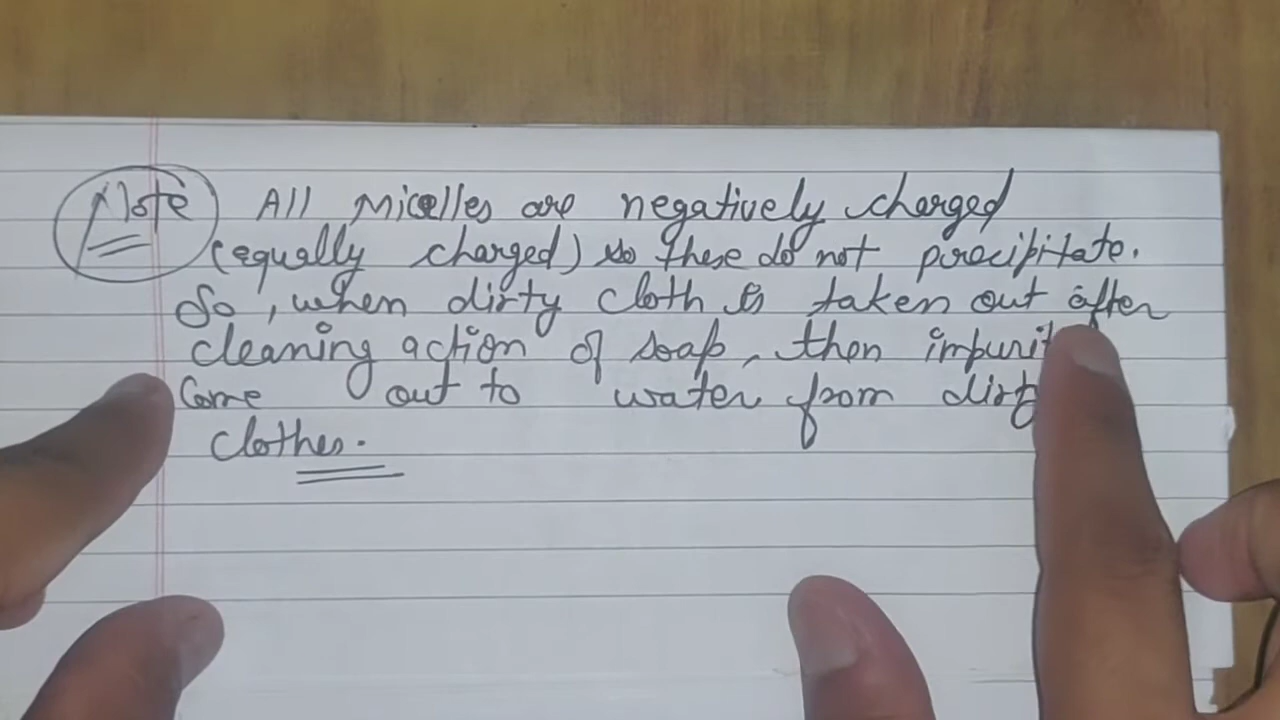 Note All Micelles are negatively charged
(equally charged) so these do not precipitate.
So, when dirty cloth is taken out after
cleaning action of soap, then
Come out to water from
clothes.